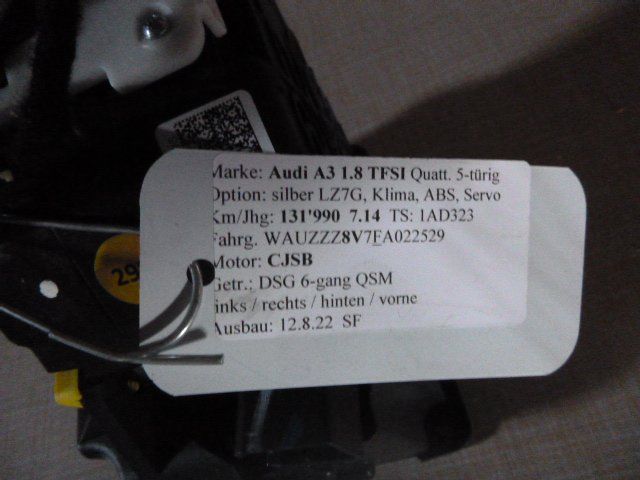 Marke: Audi A3 1.8 TFSI Quatt. 5-türig
Option: silber LZ7G, Klima, ABS, Servo
Km/Jhg: 131'990 7.14 TS: 1AD323
Fahrg. WAUZZZ8V7FA022529
Motor: CJSB
Getr.: DSG 6-gang QSM
links / rechts / hinten / vorne
Ausbau: 12.8.22 SF
29